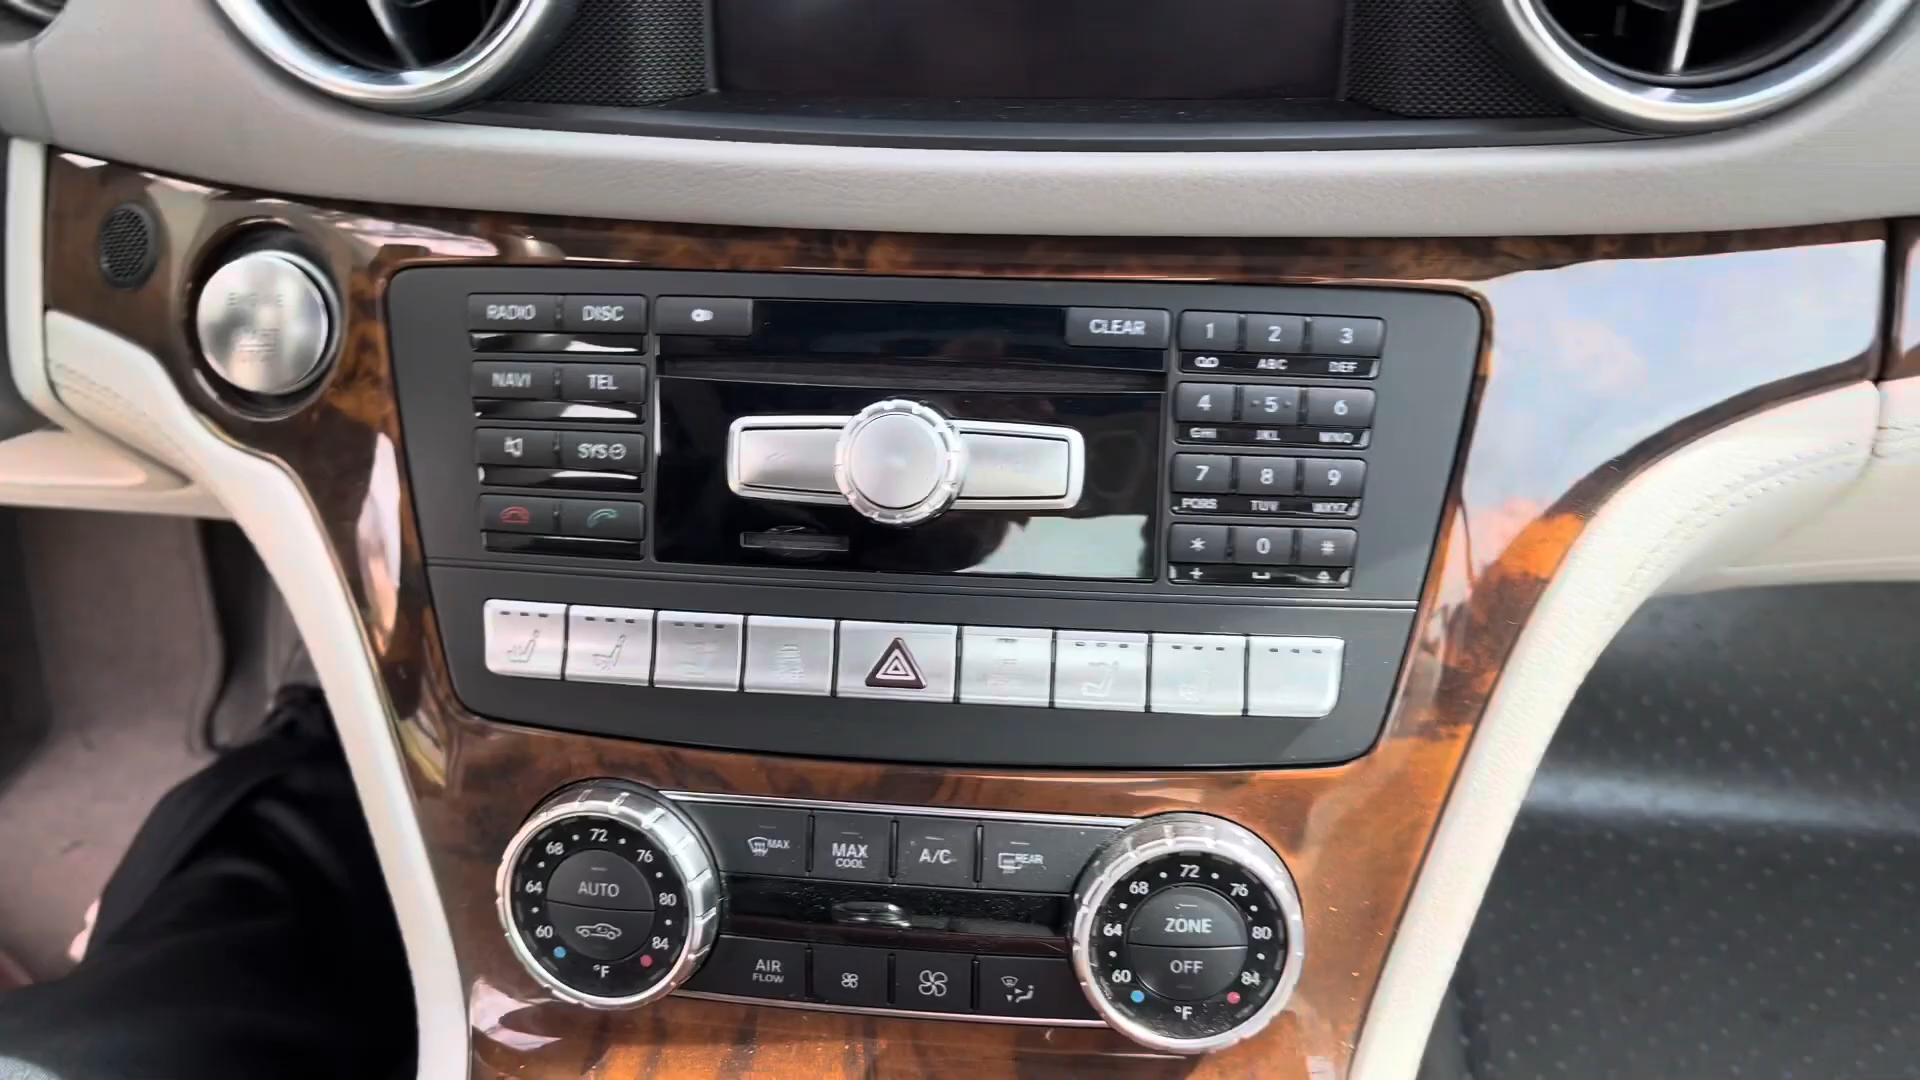 RADIO DISC
NAVI TEL
SYS
CLEAR
1 2 3
ABC DEF
4 5 6
GHI JKL MNO
7 8 9
PQRS TUV WXYZ
* 0 #
+
72
68 76
64 80
60 84
AUTO
°F
MAX
MAX
COOL
A/C
REAR
AIR
FLOW
72
68 76
64 80
60 84
ZONE
OFF
°F